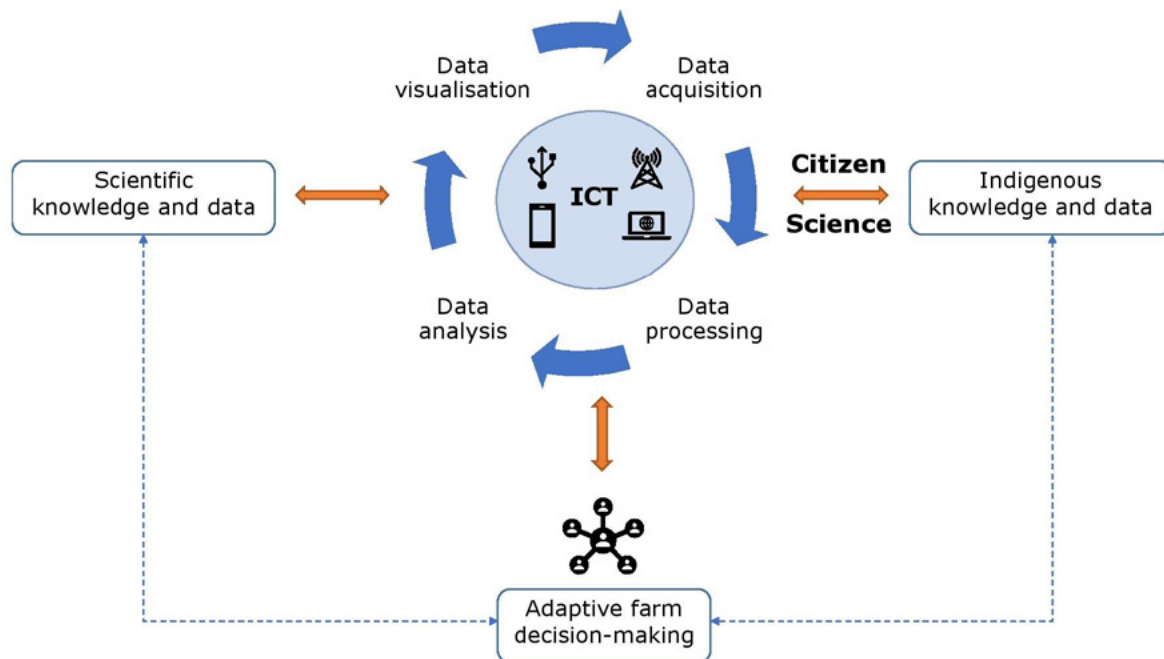 Data
visualisation
Data
acquisition
Scientific
knowledge and data
ICT
Citizen
Science
Indigenous
knowledge and data
Data
analysis
Data
processing
Adaptive farm
decision-making